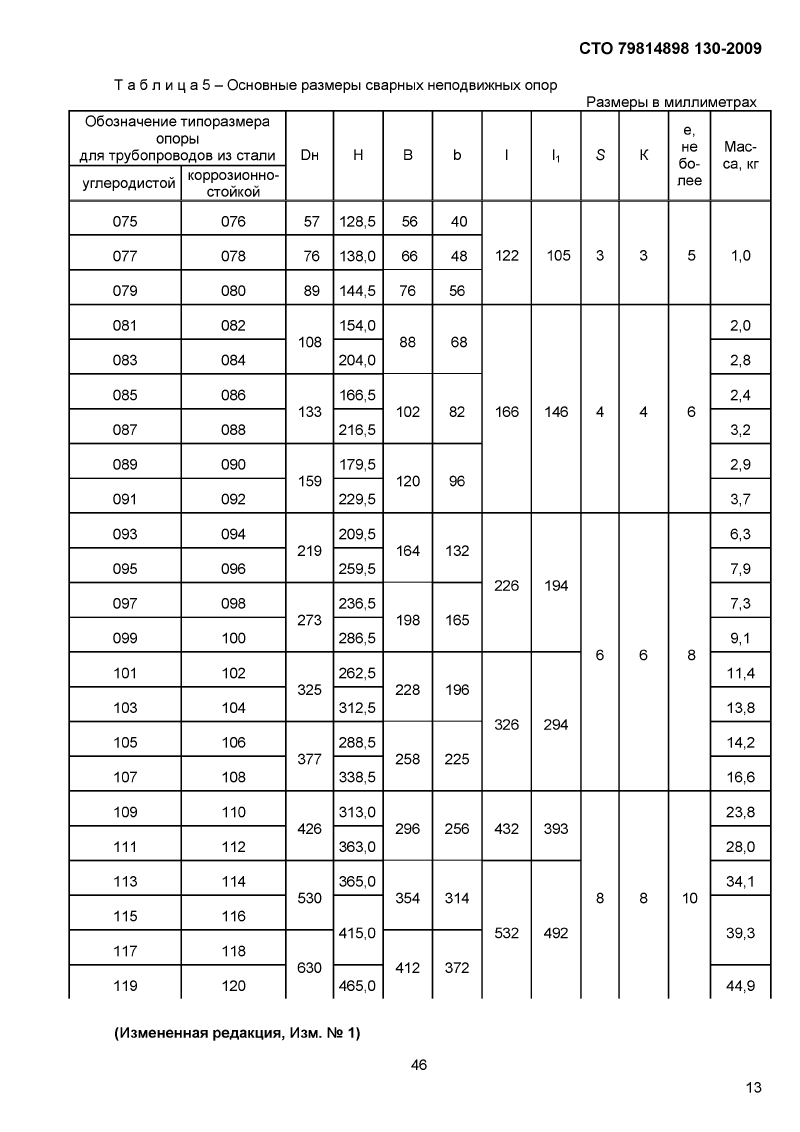 СТО 79814898 130-2009
Т а б л и ц а 5 – Основные размеры сварных неподвижных опор
Размеры в миллиметрах
Обозначение типоразмера
опоры
для трубопроводов из стали
углеродистой
коррозионно-
стойкой
Dн
H
B
b
l
l1
S
К
е,
не
бо-
лее
Мас-
са, кг
075 076 57 128,5 56 40
077 078 76 138,0 66 48 122 105 3 3 5 1,0
079 080 89 144,5 76 56
081 082 154,0 2,0
108 88 68
083 084 204,0 2,8
085 086 166,5 2,4
133 102 82 166 146 4 4 6
087 088 216,5 3,2
089 090 179,5 2,9
159 120 96
091 092 229,5 3,7
093 094 209,5 6,3
219 164 132
095 096 259,5 7,9
226 194
097 098 236,5 7,3
273 198 165
099 100 286,5 9,1
6 6 8
101 102 262,5 11,4
325 228 196
103 104 312,5 13,8
326 294
105 106 288,5 14,2
377 258 225
107 108 338,5 16,6
109 110 313,0 23,8
426 296 256 432 393
111 112 363,0 28,0
113 114 365,0 34,1
530 354 314 8 8 10
115 116
415,0 532 492 39,3
117 118
630 412 372
119 120 465,0 44,9
(Измененная редакция, Изм. № 1)
46
13